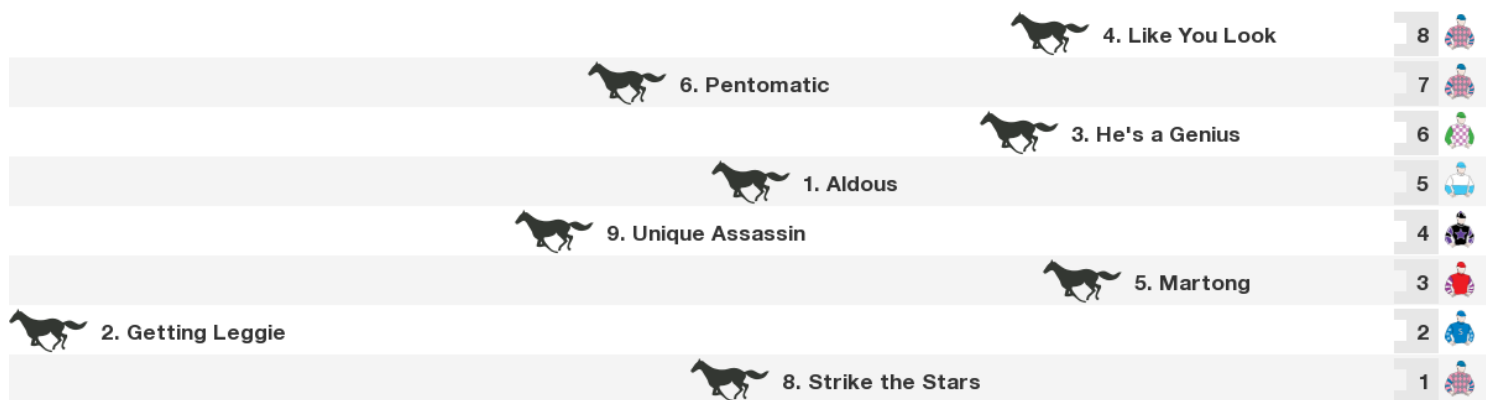 4. Like You Look 8
6. Pentomatic 7
3. He's a Genius 6
1. Aldous 5
9. Unique Assassin 4
5. Martong 3
2. Getting Leggie 2
8. Strike the Stars 1